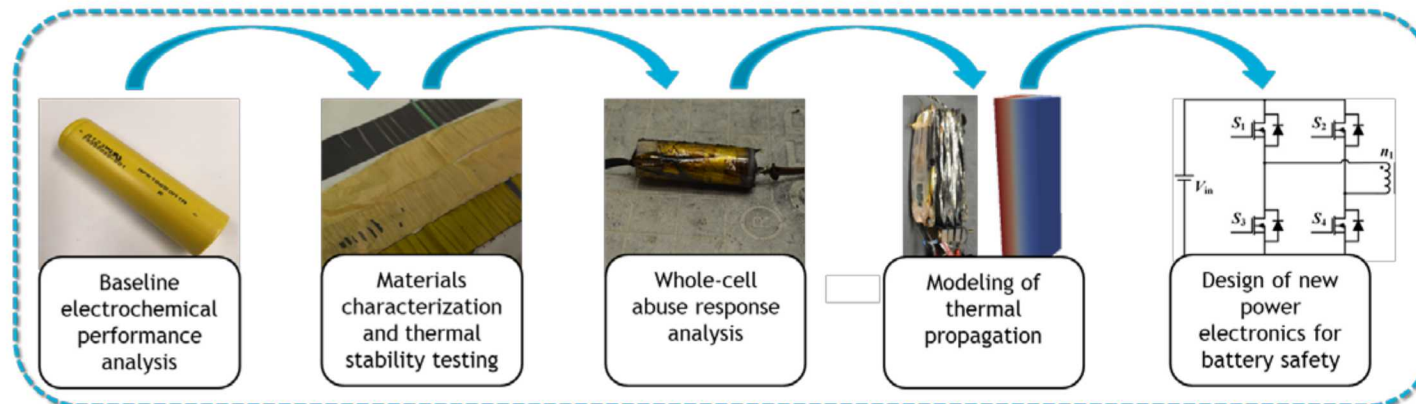 S1
S2
n1
Vin
S3
S4
Baseline
electrochemical
performance
analysis
Materials
characterization
and thermal
stability testing
Whole-cell
abuse response
analysis
Modeling of
thermal
propagation
Design of new
power
electronics for
battery safety